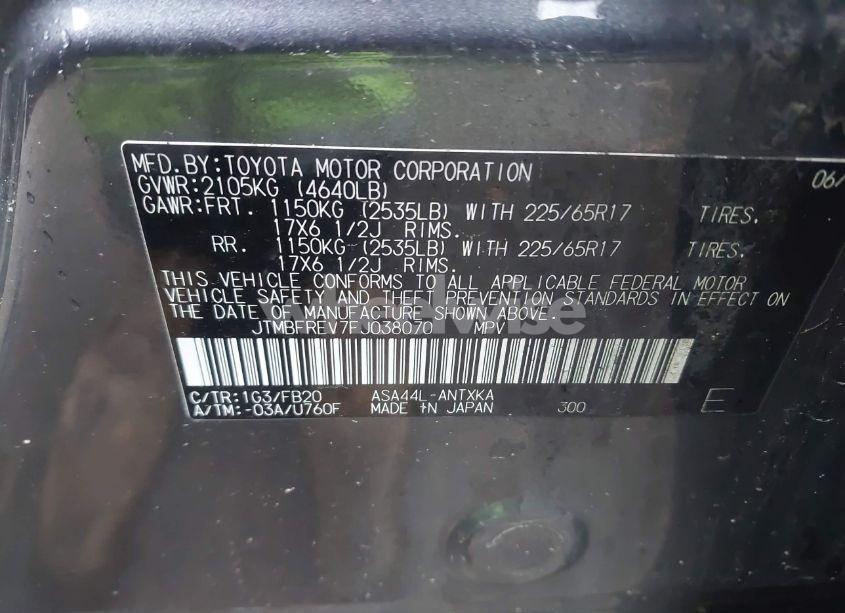 MFD.BY:TOYOTA MOTOR CORPORATION 06/
GVWR:2105KG (4640LB)
GAWR:FRT. 1150KG (2535LB) WITH 225/65R17 TIRES.
17X6 1/2J RIMS.
RR. 1150KG (2535LB) WITH 225/65R17 TIRES.
17X6 1/2J RIMS.
THIS VEHICLE CONFORMS TO ALL APPLICABLE FEDERAL MOTOR
VEHICLE SAFETY AND THEFT PREVENTION STANDARDS IN EFFECT ON
THE DATE OF MANUFACTURE SHOWN ABOVE.
JTMBFREV7FJ038070 MPV
C/TR:1G3/FB20 ASA44L-ANTXKA
A/TM:-03A/U760F MADE IN JAPAN 300 E